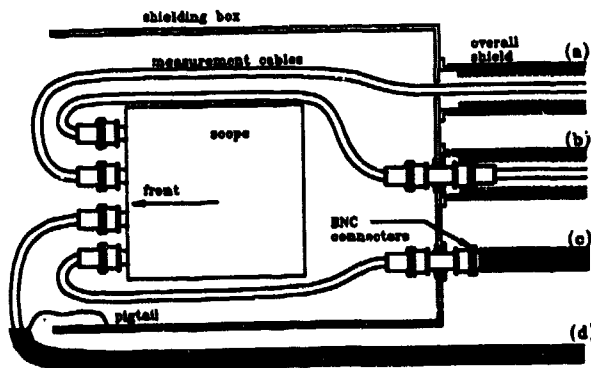 shielding box
overall
shield
(a)
measurement cables
scope
(b)
front
BNC
connectors
(c)
pigtail
(d)